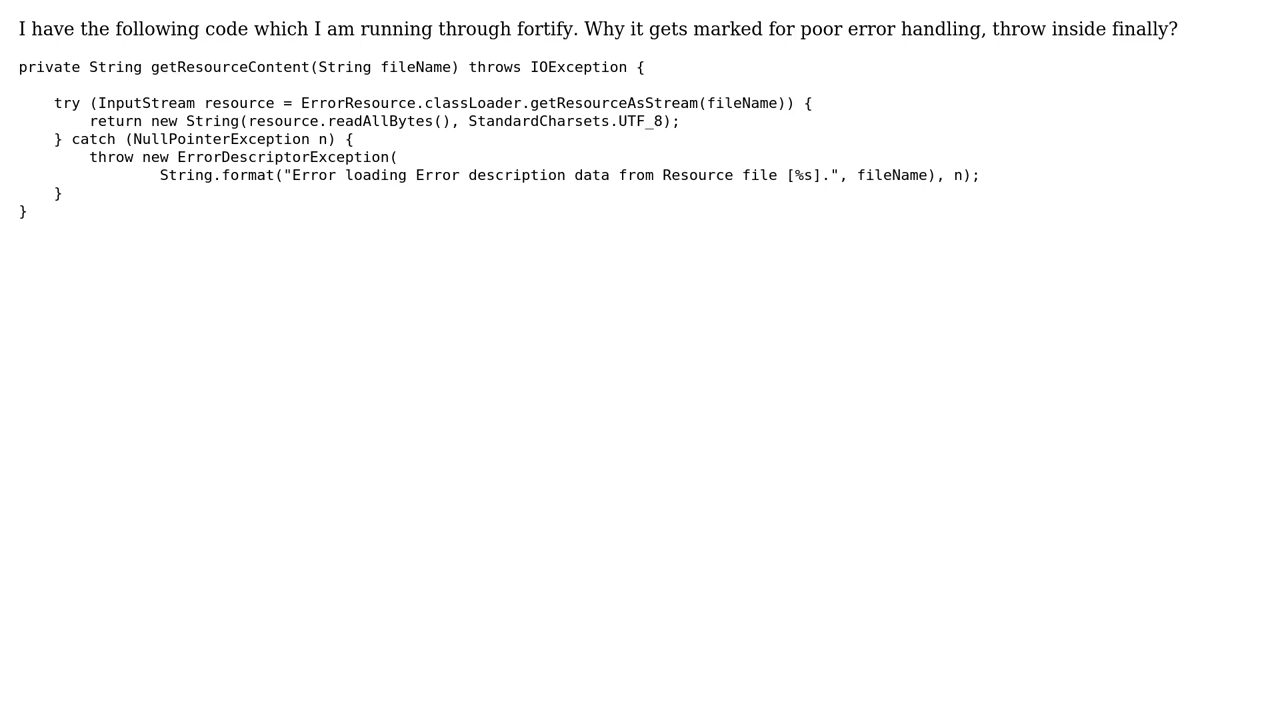 I have the following code which I am running through fortify. Why it gets marked for poor error handling, throw inside finally?
private String getResourceContent(String fileName) throws IOException {
    try (InputStream resource = ErrorResource.classLoader.getResourceAsStream(fileName)) {
        return new String(resource.readAllBytes(), StandardCharsets.UTF_8);
    } catch (NullPointerException n) {
        throw new ErrorDescriptorException(
                String.format("Error loading Error description data from Resource file [%s].", fileName), n);
    }
}